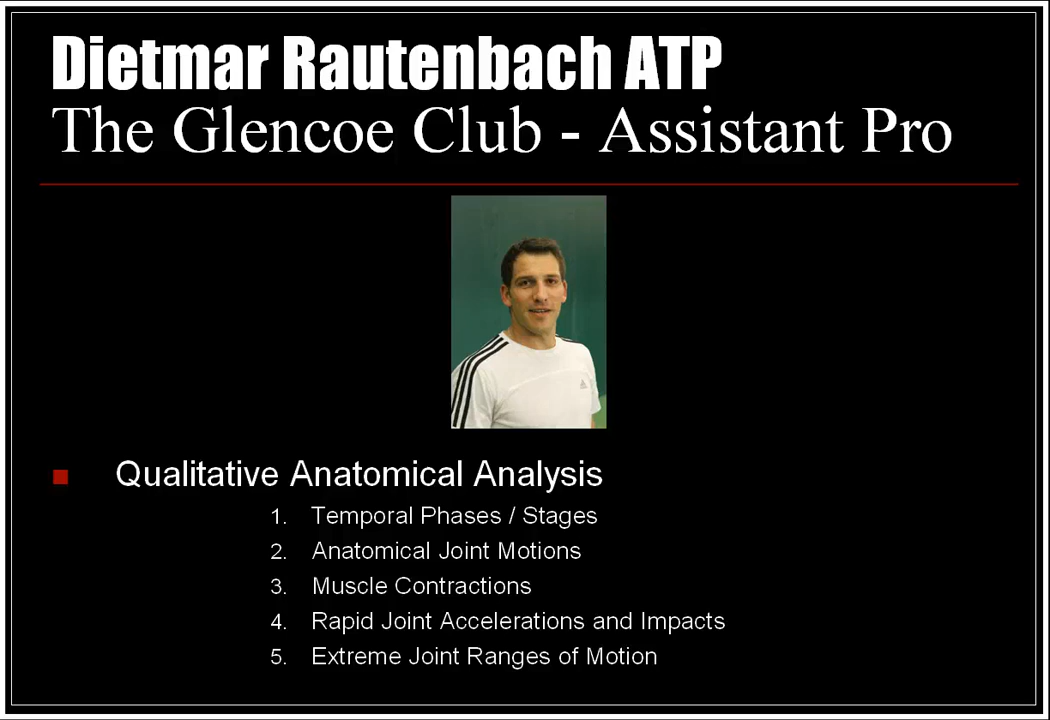 Dietmar Rautenbach ATP
The Glencoe Club - Assistant Pro
Qualitative Anatomical Analysis
1. Temporal Phases / Stages
2. Anatomical Joint Motions
3. Muscle Contractions
4. Rapid Joint Accelerations and Impacts
5. Extreme Joint Ranges of Motion